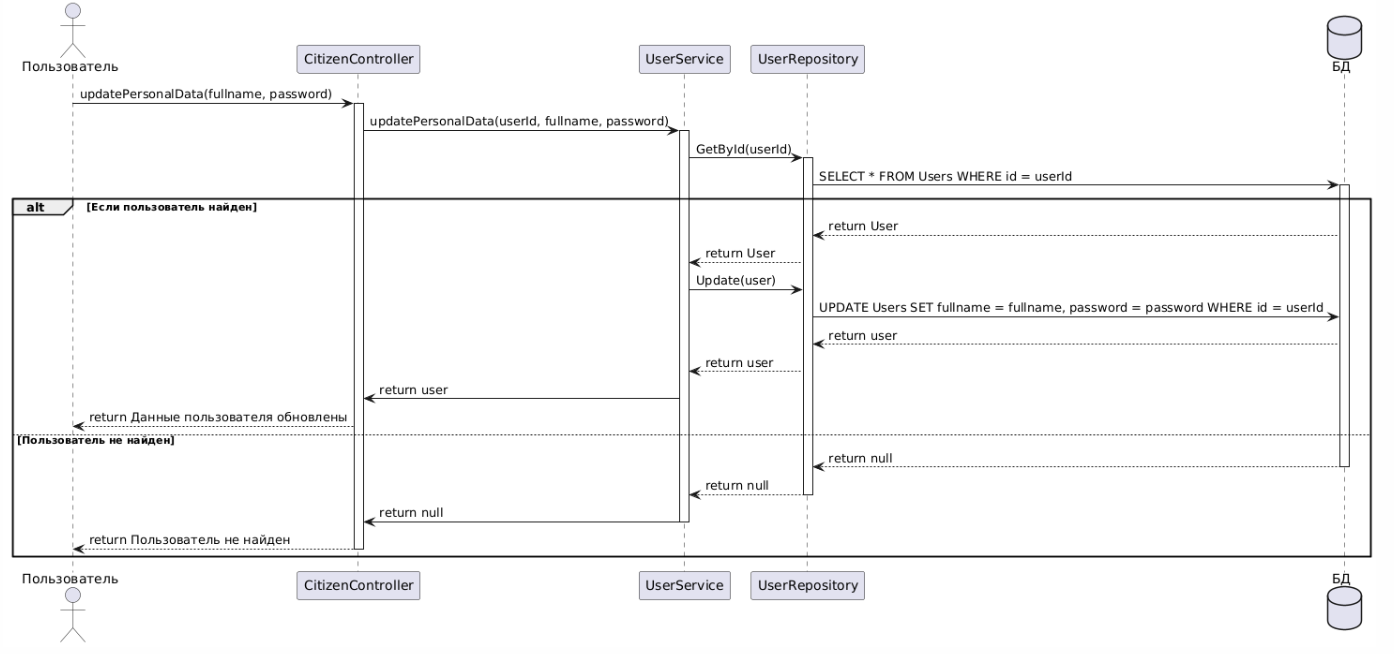 Пользователь
CitizenController
UserService
UserRepository
БД
updatePersonalData(fullname, password)
updatePersonalData(userId, fullname, password)
GetById(userId)
SELECT * FROM Users WHERE id = userId
alt
[Если пользователь найден]
return User
return User
Update(user)
UPDATE Users SET fullname = fullname, password = password WHERE id = userId
return user
return user
return user
return Данные пользователя обновлены
[Пользователь не найден]
return null
return null
return null
return Пользователь не найден
Пользователь
CitizenController
UserService
UserRepository
БД